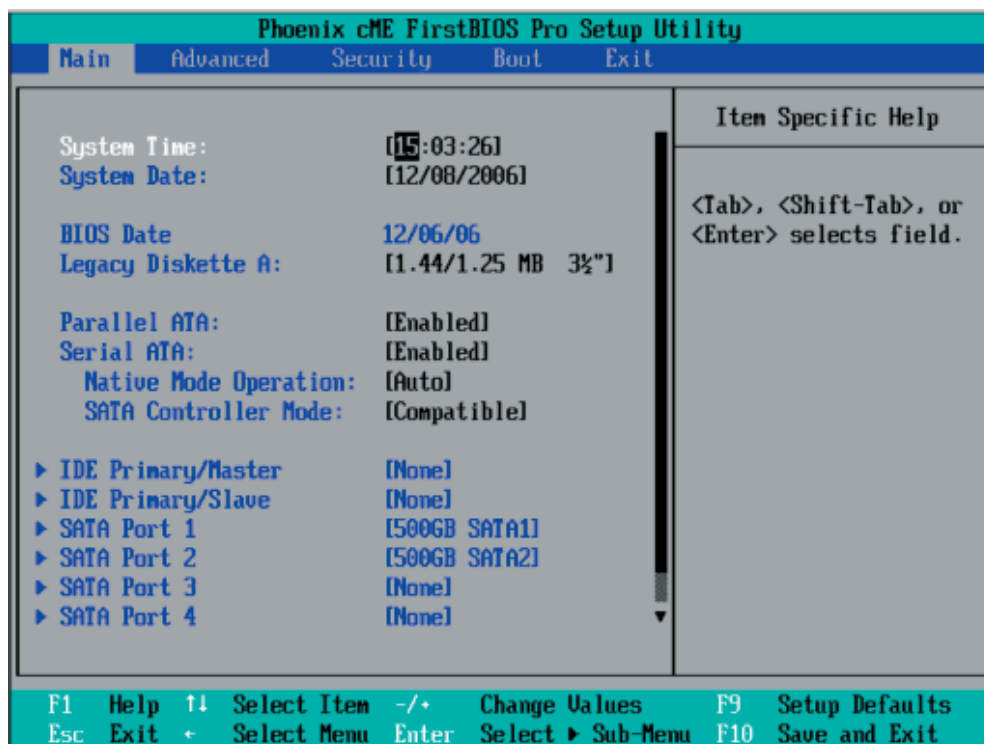 Phoenix cME FirstBIOS Pro Setup Utility
Main Advanced Security Boot Exit
Item Specific Help
System Time: [15:03:26]
System Date: [12/08/2006]
<Tab>, <Shift-Tab>, or
<Enter> selects field.
BIOS Date 12/06/06
Legacy Diskette A: [1.44/1.25 MB 3½"]
Parallel ATA: [Enabled]
Serial ATA: [Enabled]
Native Mode Operation: [Auto]
SATA Controller Mode: [Compatible]
▶ IDE Primary/Master [None]
▶ IDE Primary/Slave [None]
▶ SATA Port 1 [500GB SATA1]
▶ SATA Port 2 [500GB SATA2]
▶ SATA Port 3 [None]
▶ SATA Port 4 [None]
F1 Help ↑↓ Select Item -/+ Change Values F9 Setup Defaults
Esc Exit ← Select Menu Enter Select ▶ Sub-Menu F10 Save and Exit